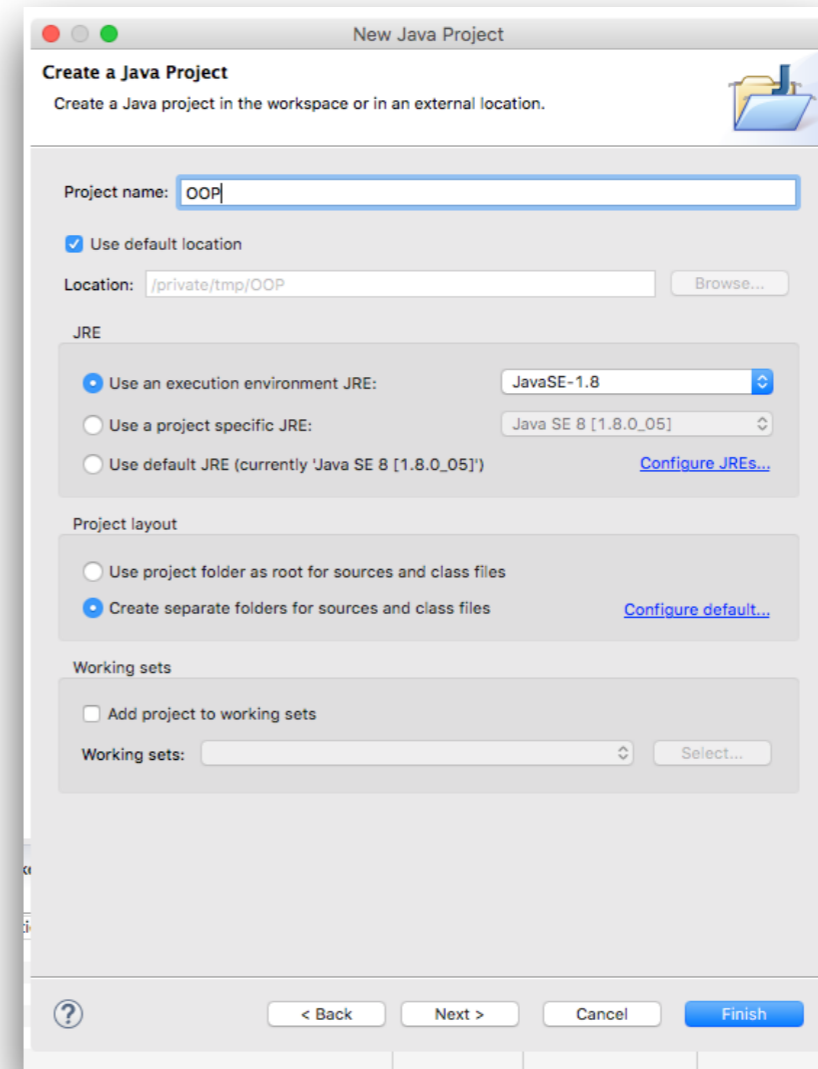 New Java Project
Create a Java Project
Create a Java project in the workspace or in an external location.
Project name: OOP
Use default location
Location: /private/tmp/OOP Browse...
JRE
Use an execution environment JRE: JavaSE-1.8
Use a project specific JRE: Java SE 8 [1.8.0_05]
Use default JRE (currently 'Java SE 8 [1.8.0_05]') Configure JREs...
Project layout
Use project folder as root for sources and class files
Create separate folders for sources and class files Configure default...
Working sets
Add project to working sets
Working sets: Select...
? < Back Next > Cancel Finish